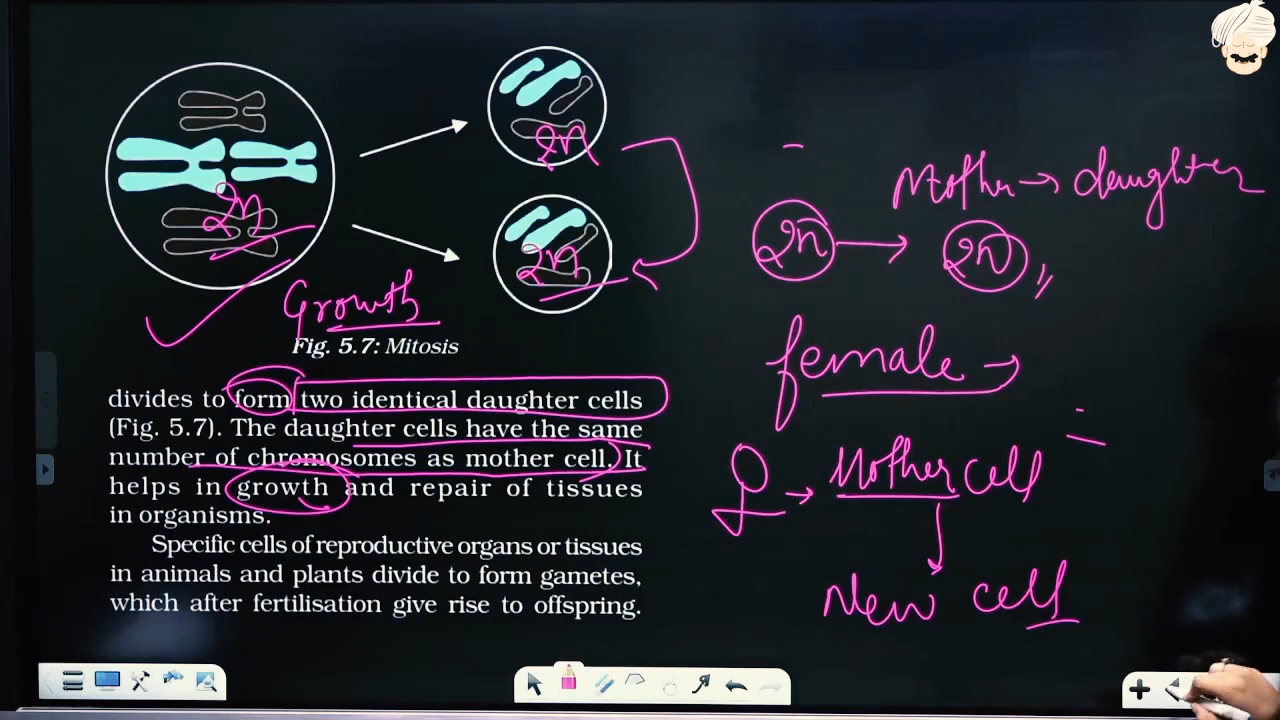 2n
2n
2n
Growth
Fig. 5.7: Mitosis
divides to form two identical daughter cells
(Fig. 5.7). The daughter cells have the same
number of chromosomes as mother cell. It
helps in growth and repair of tissues
in organisms.
Specific cells of reproductive organs or tissues
in animals and plants divide to form gametes,
which after fertilisation give rise to offspring.
Mother → daughter
2n → 2n
female →
♀ → Mother cell
New cell